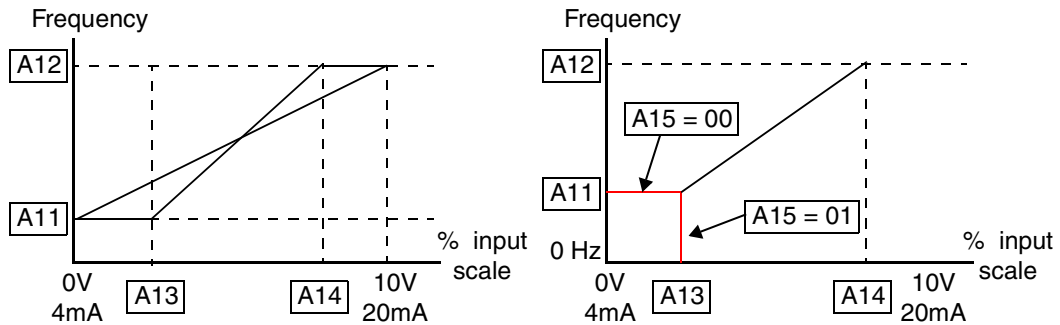 Frequency
A12
A11
0V
4mA
A13
A14
10V
20mA
% input
scale
Frequency
A12
A15 = 00
A11
A15 = 01
0 Hz
0V
4mA
A13
A14
10V
20mA
% input
scale